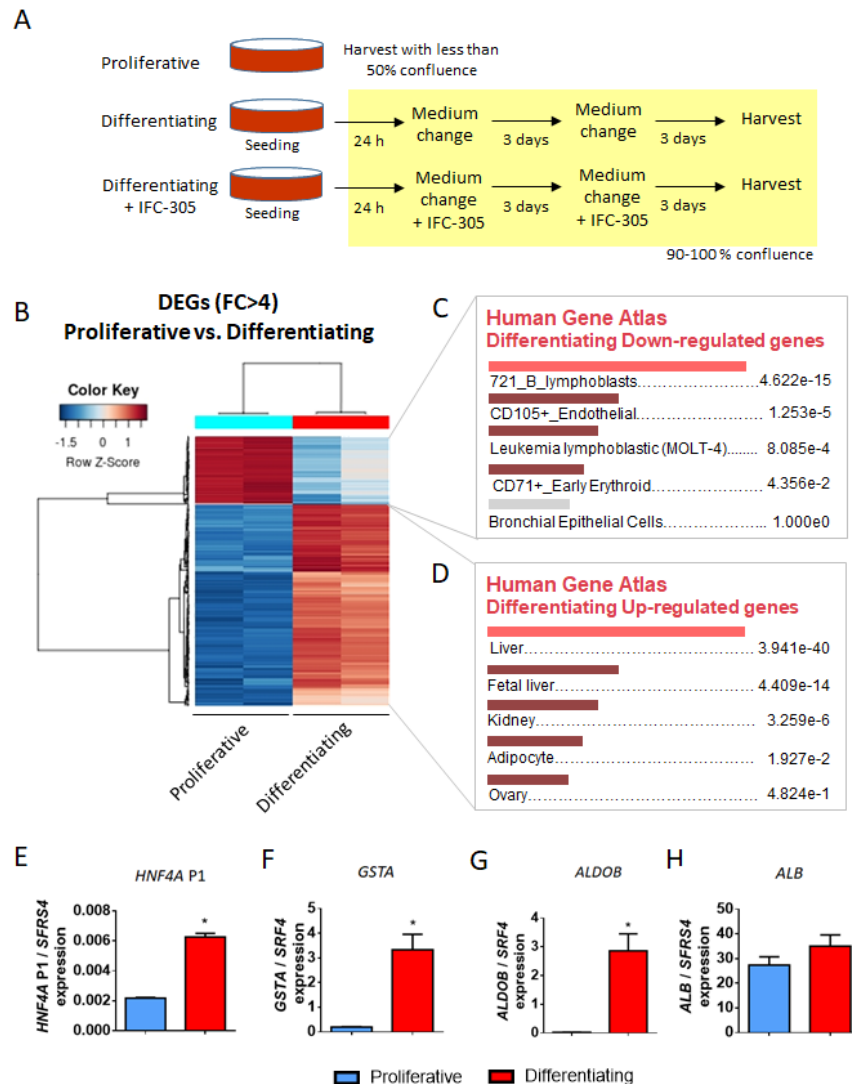 A
Proliferative
Harvest with less than
50% confluence
Differentiating
Seeding
24 h
Medium
change
3 days
Medium
change
3 days
Harvest
Differentiating
+ IFC-305
Seeding
24 h
Medium
change
+ IFC-305
3 days
Medium
change
+ IFC-305
3 days
Harvest
90-100 % confluence
B
DEGs (FC>4)
Proliferative vs. Differentiating
Color Key
-1.5 0 1
Row Z-Score
Proliferative
Differentiating
C
Human Gene Atlas
Differentiating Down-regulated genes
721_B_lymphoblasts........................ 4.622e-15
CD105+_Endothelial........................ 1.253e-5
Leukemia lymphoblastic (MOLT-4)....... 8.085e-4
CD71+_Early Erythroid..................... 4.356e-2
Bronchial Epithelial Cells.................. 1.000e0
D
Human Gene Atlas
Differentiating Up-regulated genes
Liver................................................ 3.941e-40
Fetal liver......................................... 4.409e-14
Kidney............................................. 3.259e-6
Adipocyte......................................... 1.927e-2
Ovary.............................................. 4.824e-1
E
HNF4A P1
HNF4A P1 / SFRS4
expression
0.008
0.006
0.004
0.002
0.000
*
F
GSTA
GSTA / SRF4
expression
5
4
3
2
1
0
*
G
ALDOB
ALDOB / SRF4
expression
4
3
2
1
0
*
H
ALB
ALB / SFRS4
expression
50
40
30
20
10
0
Proliferative
Differentiating